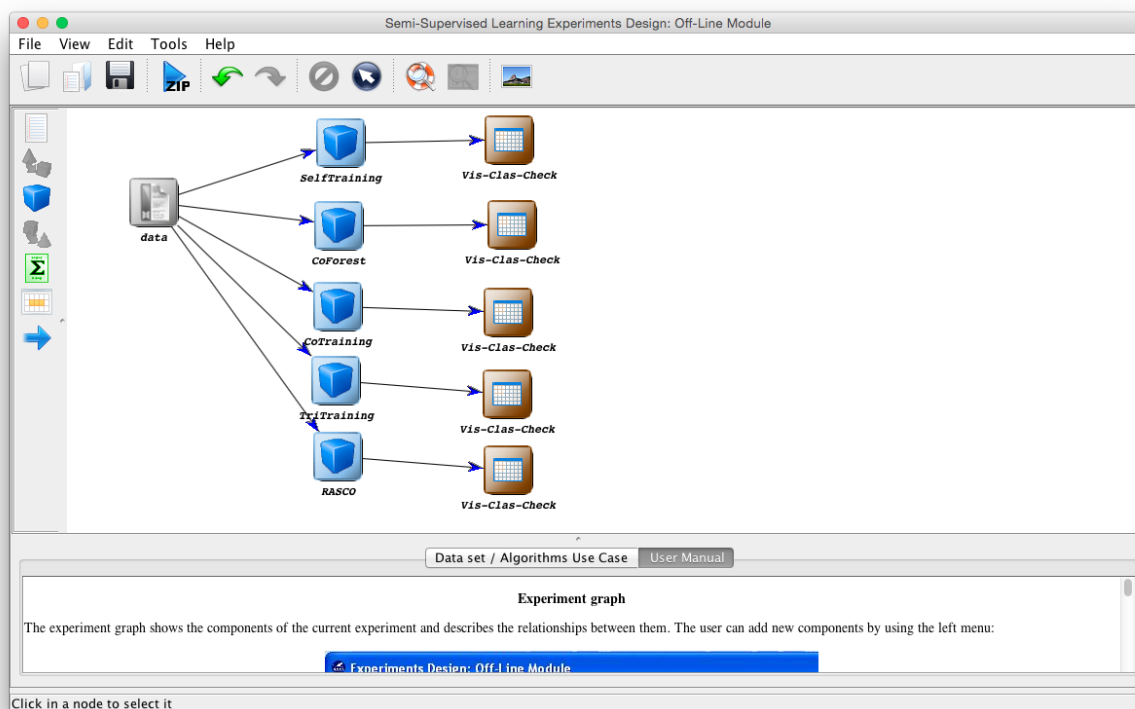 Semi-Supervised Learning Experiments Design: Off-Line Module
File View Edit Tools Help
ZIP
SelfTraining
Vis-Clas-Check
data
CoForest
Vis-Clas-Check
CoTraining
Vis-Clas-Check
TriTraining
Vis-Clas-Check
RASCO
Vis-Clas-Check
Data set / Algorithms Use Case User Manual
Experiment graph
The experiment graph shows the components of the current experiment and describes the relationships between them. The user can add new components by using the left menu:
Experiments Design: Off-Line Module
Click in a node to select it